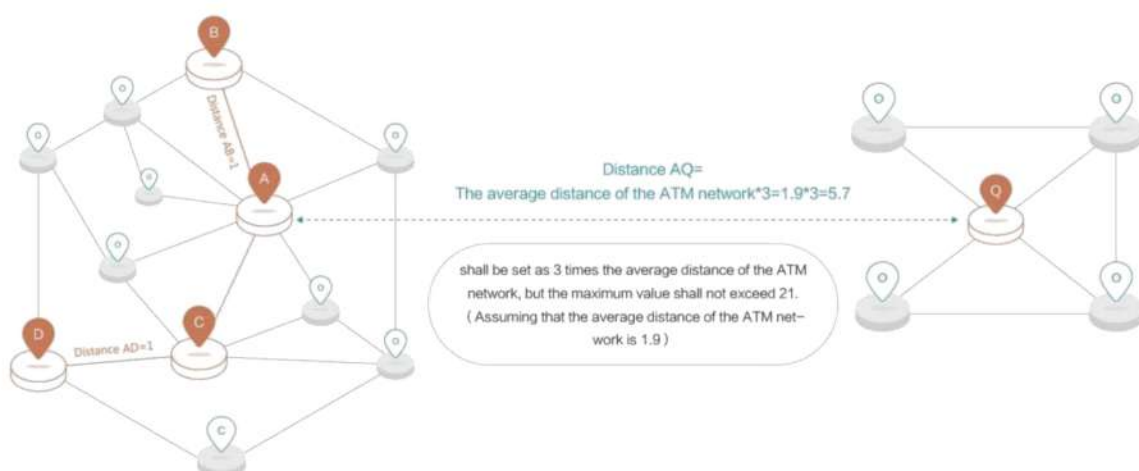 B
O
O
O
Distance AB=1
O
O
A
O
O
Distance AQ=
The average distance of the ATM network*3=1.9*3=5.7
Q
shall be set as 3 times the average distance of the ATM
network, but the maximum value shall not exceed 21.
( Assuming that the average distance of the ATM net-
work is 1.9 )
O
O
O
O
D
C
Distance AD=1
O
C